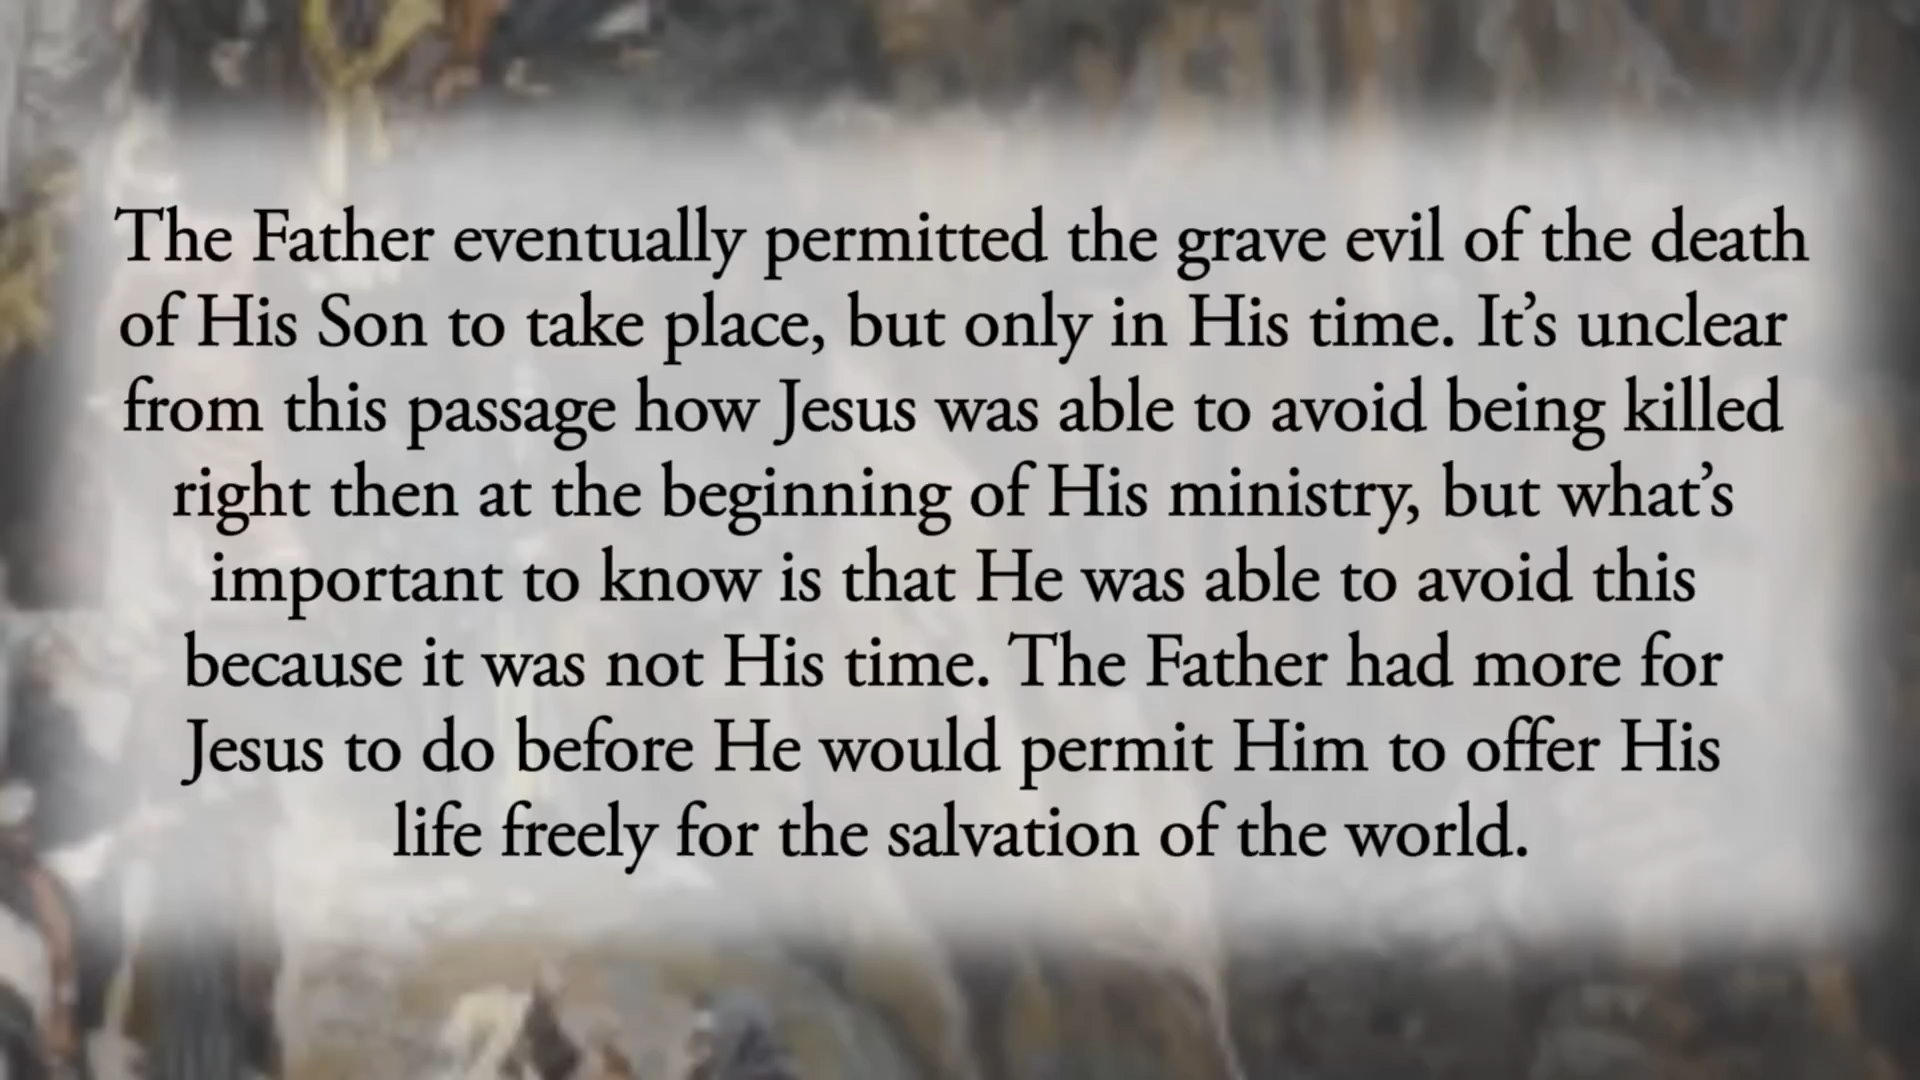 The Father eventually permitted the grave evil of the death
of His Son to take place, but only in His time. It’s unclear
from this passage how Jesus was able to avoid being killed
right then at the beginning of His ministry, but what’s
important to know is that He was able to avoid this
because it was not His time. The Father had more for
Jesus to do before He would permit Him to offer His
life freely for the salvation of the world.